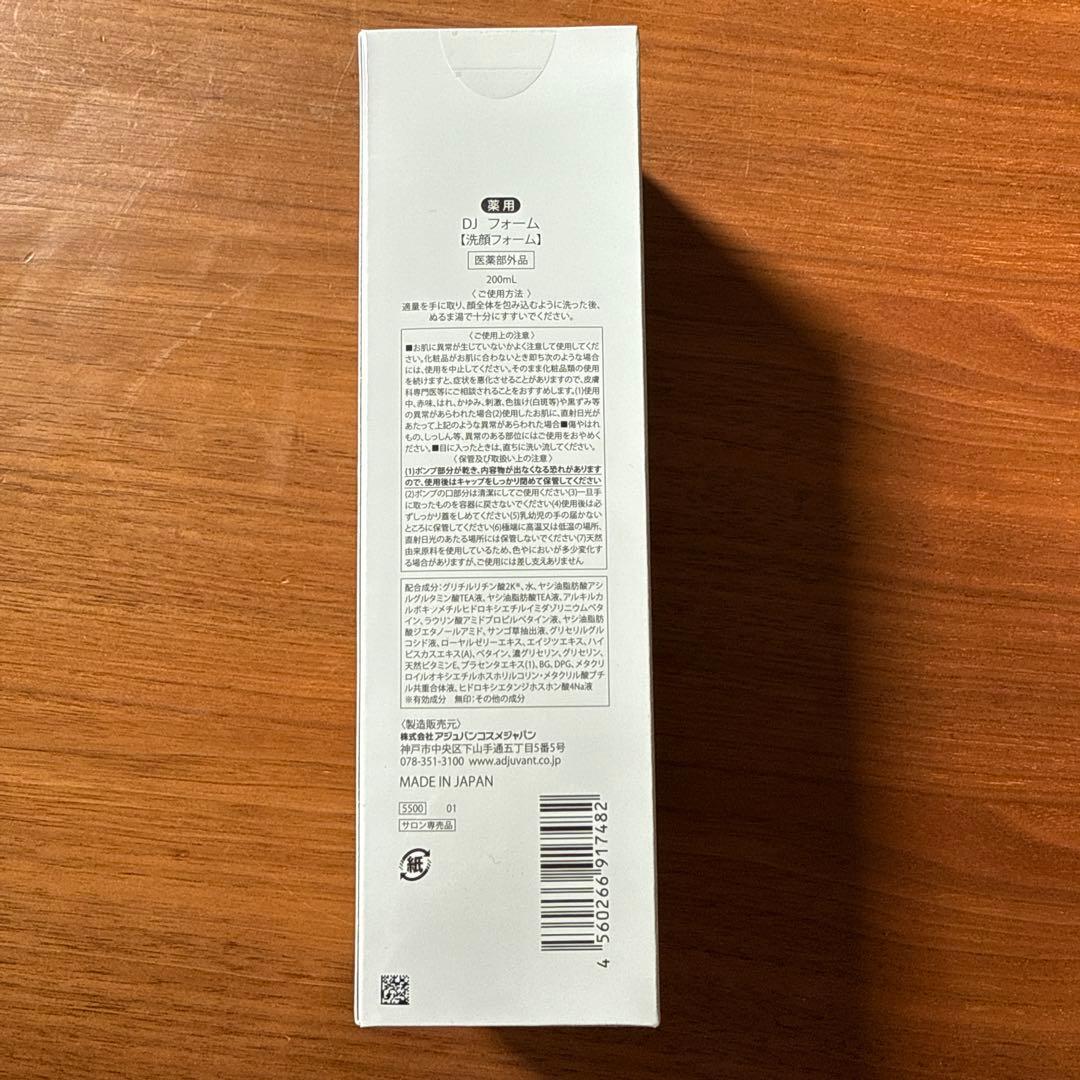 薬用
DJ フォーム
【洗顔フォーム】
医薬部外品
200mL
〈ご使用方法〉
適量を手に取り、顔全体を包み込むように洗った後、
ぬるま湯で十分にすすいでください。
〈ご使用上の注意〉
■お肌に異常が生じていないかよく注意して使用してくだ
さい。化粧品がお肌に合わないとき即ち次のような場合
には、使用を中止してください。そのまま化粧品類の使用
を続けますと、症状を悪化させることがありますので、皮膚
科専門医等にご相談されることをおすすめします。(1)使用
中、赤味、はれ、かゆみ、刺激、色抜け(白斑等)や黒ずみ等
の異常があらわれた場合(2)使用したお肌に、直射日光が
あたって上記のような異常があらわれた場合■傷やはれ
もの、しっしん等、異常のある部位にはご使用をおやめく
ださい。■目に入ったときは、直ちに洗い流してください。
〈保管及び取扱い上の注意〉
(1)ポンプ部分が乾き、内容物が出なくなる恐れがあります
ので、使用後はキャップをしっかり閉めて保管してください
(2)ポンプの口部分は清潔にしてご使用ください(3)一旦手
に取ったものを容器に戻さないでください(4)使用後は必
ずしっかり蓋をしめてください(5)乳幼児の手の届かない
ところに保管してください(6)極端に高温又は低温の場所、
直射日光のあたる場所には保管しないでください(7)天然
由来原料を使用しているため、色やにおいが多少変化す
る場合がありますが、ご使用には差し支えありません
配合成分:グリチルリチン酸2K※、水、ヤシ油脂肪酸アシ
ルグルタミン酸TEA液、ヤシ油脂肪酸TEA液、アルキルカ
ルボキシメチルヒドロキシエチルイミダゾリニウムベタ
イン、ラウリン酸アミドプロピルベタイン液、ヤシ油脂肪
酸ジエタノールアミド、サンゴ草抽出液、グリセリルグル
コシド液、ローヤルゼリーエキス、エイジツエキス、ハイ
ビスカスエキス(A)、ベタイン、濃グリセリン、グリセリン、
天然ビタミンE、プラセンタエキス(1)、BG、DPG、メタクリ
ロイルオキシエチルホスホリルコリン・メタクリル酸ブチ
ル共重合体液、ヒドロキシエタンジホスホン酸4Na液
※有効成分 無印:その他の成分
〈製造販売元〉
株式会社アジュバンコスメジャパン
神戸市中央区下山手通五丁目5番5号
078-351-3100 www.adjuvant.co.jp
MADE IN JAPAN
5500 01
サロン専売品
紙
4 560266 917482